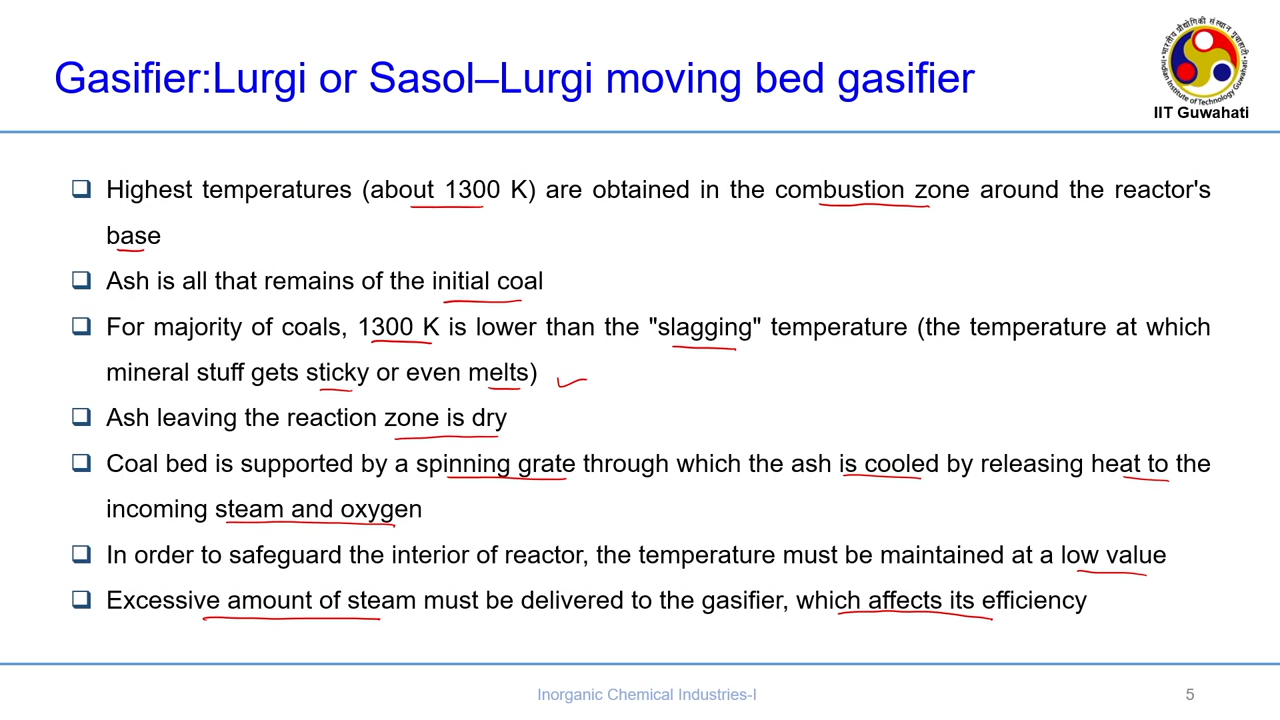 Gasifier:Lurgi or Sasol–Lurgi moving bed gasifier
भारतीय प्रौद्योगिकी संस्थान गुवाहाटी
Indian Institute of Technology Guwahati
IIT Guwahati
Highest temperatures (about 1300 K) are obtained in the combustion zone around the reactor's
base
Ash is all that remains of the initial coal
For majority of coals, 1300 K is lower than the "slagging" temperature (the temperature at which
mineral stuff gets sticky or even melts)
Ash leaving the reaction zone is dry
Coal bed is supported by a spinning grate through which the ash is cooled by releasing heat to the
incoming steam and oxygen
In order to safeguard the interior of reactor, the temperature must be maintained at a low value
Excessive amount of steam must be delivered to the gasifier, which affects its efficiency
Inorganic Chemical Industries-I
5